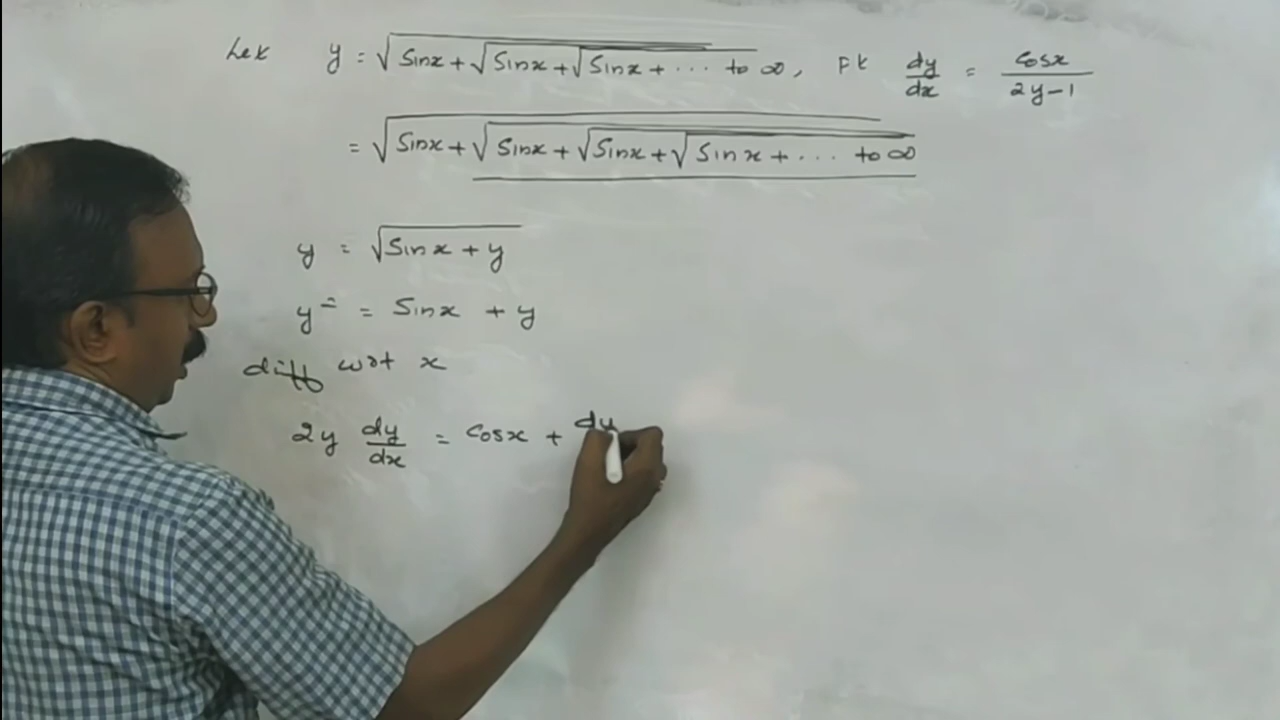 Let y = √(Sinx + √(Sinx + √(Sinx + ... to ∞, PT dy/dx = Cosx/(2y-1)
= √(Sinx + √(Sinx + √(Sinx + √(Sinx + ... to ∞
y = √(Sinx + y)
y² = Sinx + y
diff wrt x
2y dy/dx = Cosx + dy